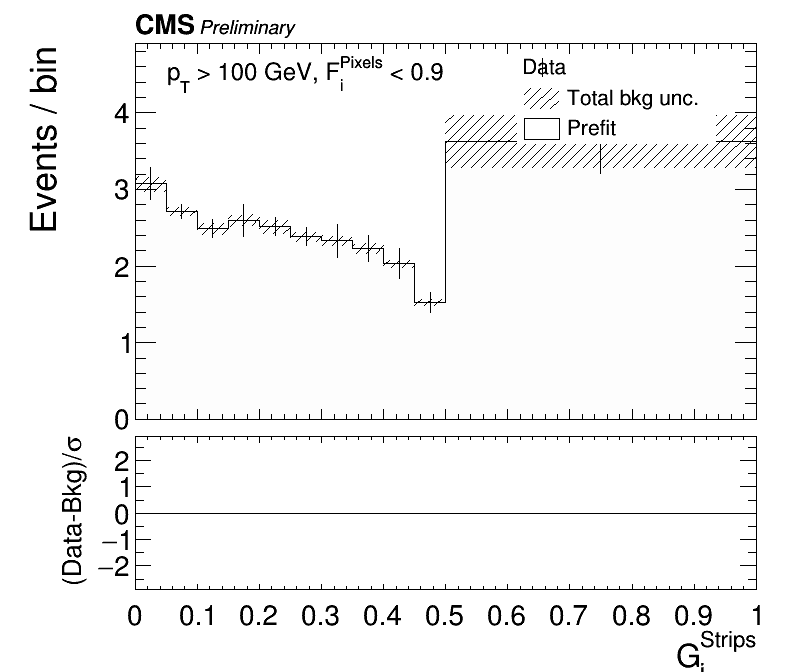 CMS Preliminary
p_T > 100 GeV, F_i^Pixels < 0.9
Data
Total bkg unc.
Prefit
Events / bin
4
3
2
1
0
(Data-Bkg)/σ
2
1
0
−1
−2
0 0.1 0.2 0.3 0.4 0.5 0.6 0.7 0.8 0.9 1
G_i^Strips